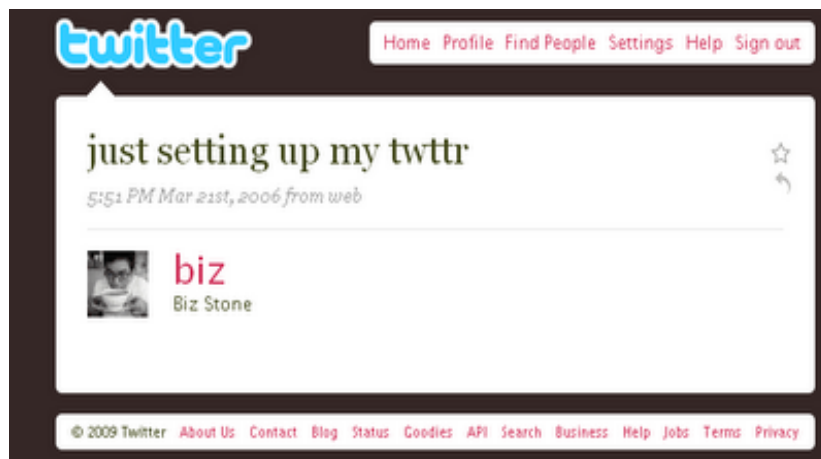 twitter
Home Profile Find People Settings Help Sign out
just setting up my twttr
5:51 PM Mar 21st, 2006 from web
biz
Biz Stone
© 2009 Twitter About Us Contact Blog Status Goodies API Search Business Help Jobs Terms Privacy